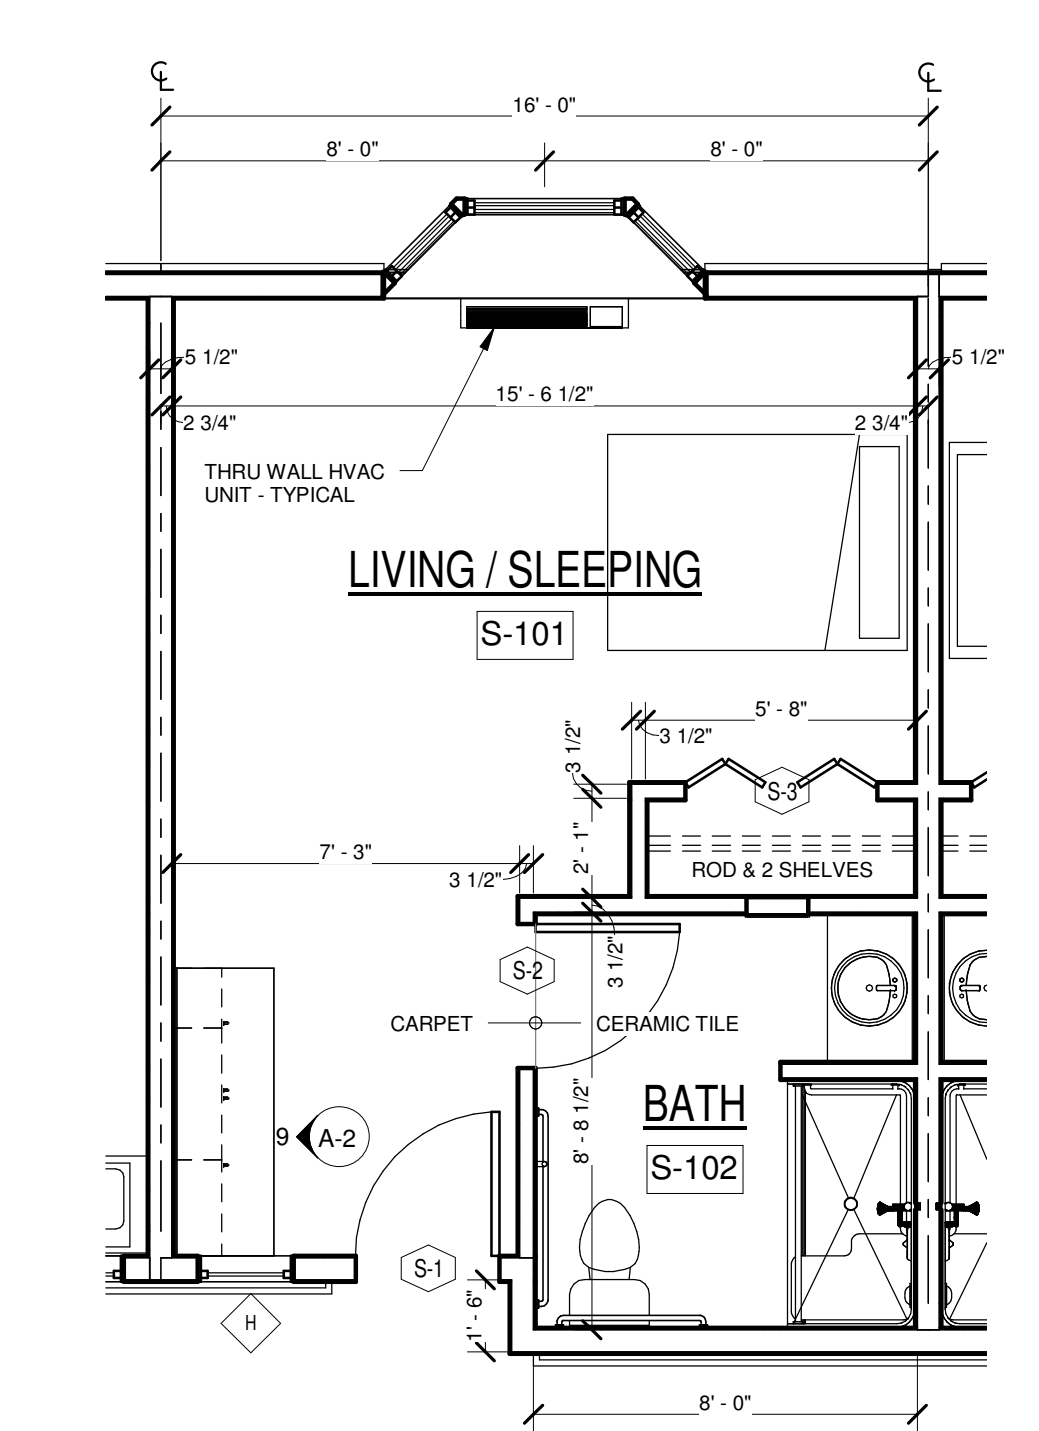 ℄ ℄
16' - 0"
8' - 0" 8' - 0"
5 1/2" 5 1/2"
15' - 6 1/2"
2 3/4" 2 3/4"
THRU WALL HVAC
UNIT - TYPICAL
LIVING / SLEEPING
S-101
5' - 8"
3 1/2"
3 1/2"
S-3
2' - 1"
7' - 3"
3 1/2"
ROD & 2 SHELVES
3 1/2"
S-2
CARPET
CERAMIC TILE
8' - 8 1/2"
BATH
S-102
9 A-2
S-1
1' - 6"
H
8' - 0"